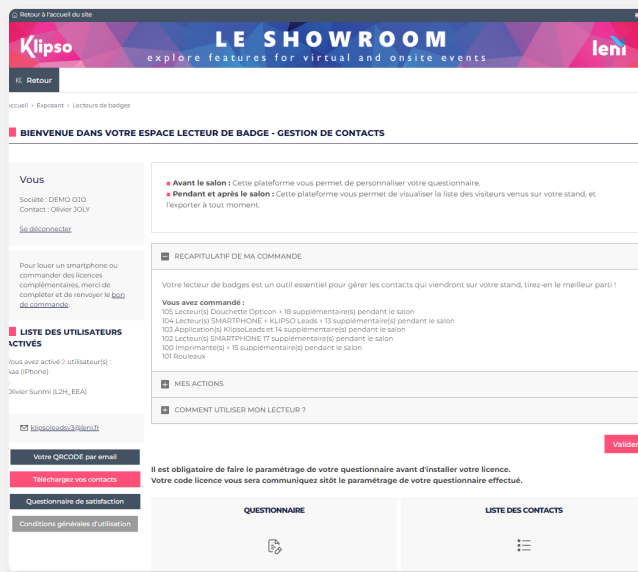 Retour à l'accueil du site
Klipso
LE SHOWROOM
explore features for virtual and onsite events
leni
Retour
Accueil › Exposant › Lecteurs de badges
BIENVENUE DANS VOTRE ESPACE LECTEUR DE BADGE - GESTION DE CONTACTS
Vous
Société : DEMO OJO
Contact : Olivier JOLY
Se déconnecter
Pour louer un smartphone ou
commander des licences
complémentaires, merci de
compléter et de renvoyer le bon
de commande.
LISTE DES UTILISATEURS
ACTIVÉS
Vous avez activé 2 utilisateur(s) :
Aaa (iPhone)
Olivier Sunmi (L2H_EEA)
klipsoleadsv3@leni.fr
Votre QRCODE par email
Téléchargez vos contacts
Questionnaire de satisfaction
Conditions générales d'utilisation
Avant le salon : Cette plateforme vous permet de personnaliser votre questionnaire.
Pendant et après le salon : Cette plateforme vous permet de visualiser la liste des visiteurs venus sur votre stand, et
l'exporter à tout moment.
RECAPITULATIF DE MA COMMANDE
Votre lecteur de badges est un outil essentiel pour gérer les contacts qui viendront sur votre stand, tirez-en le meilleur parti !
Vous avez commandé :
105 Lecteur(s) Douchette Opticon + 18 supplémentaire(s) pendant le salon
104 Lecteur(s) SMARTPHONE + KLIPSO Leads + 13 supplémentaire(s) pendant le salon
103 Application(s) KlipsoLeads et 14 supplémentaire(s) pendant le salon
102 Lecteur(s) SMARTPHONE 17 supplémentaire(s) pendant le salon
100 Imprimante(s) + 15 supplémentaire(s) pendant le salon
101 Rouleaux
MES ACTIONS
COMMENT UTILISER MON LECTEUR ?
Valider
Il est obligatoire de faire le paramétrage de votre questionnaire avant d'installer votre licence.
Votre code licence vous sera communiquez sitôt le paramétrage de votre questionnaire effectué.
QUESTIONNAIRE
LISTE DES CONTACTS